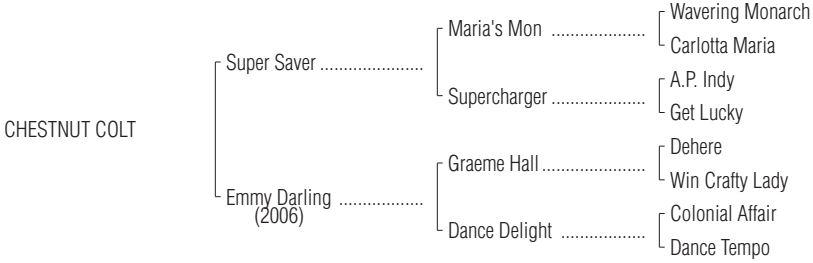 Wavering Monarch
Maria's Mon ....................
Carlotta Maria
Super Saver ......................
A.P. Indy
Supercharger ....................
Get Lucky
CHESTNUT COLT
Dehere
Graeme Hall ......................
Win Crafty Lady
Emmy Darling ..................
(2006)
Colonial Affair
Dance Delight ..................
Dance Tempo